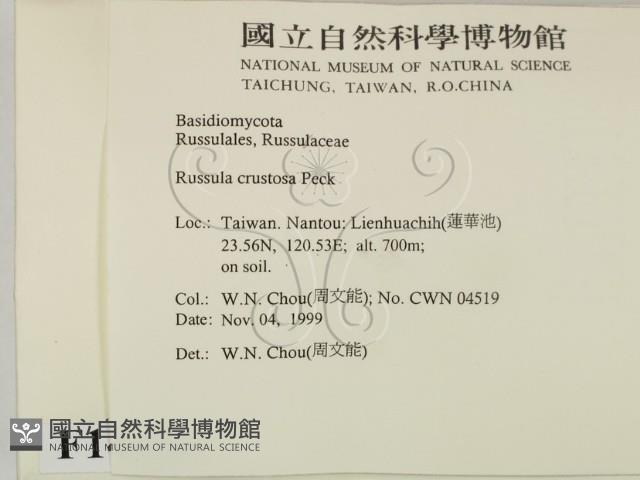 國立自然科學博物館
NATIONAL MUSEUM OF NATURAL SCIENCE
TAICHUNG, TAIWAN, R.O.CHINA
Basidiomycota
Russulales, Russulaceae
Russula crustosa Peck
Loc.: Taiwan. Nantou: Lienhuachih(蓮華池)
23.56N, 120.53E; alt. 700m;
on soil.
Col.: W.N. Chou(周文能); No. CWN 04519
Date: Nov. 04, 1999
Det.: W.N. Chou(周文能)
國立自然科學博物館
NATIONAL MUSEUM OF NATURAL SCIENCE